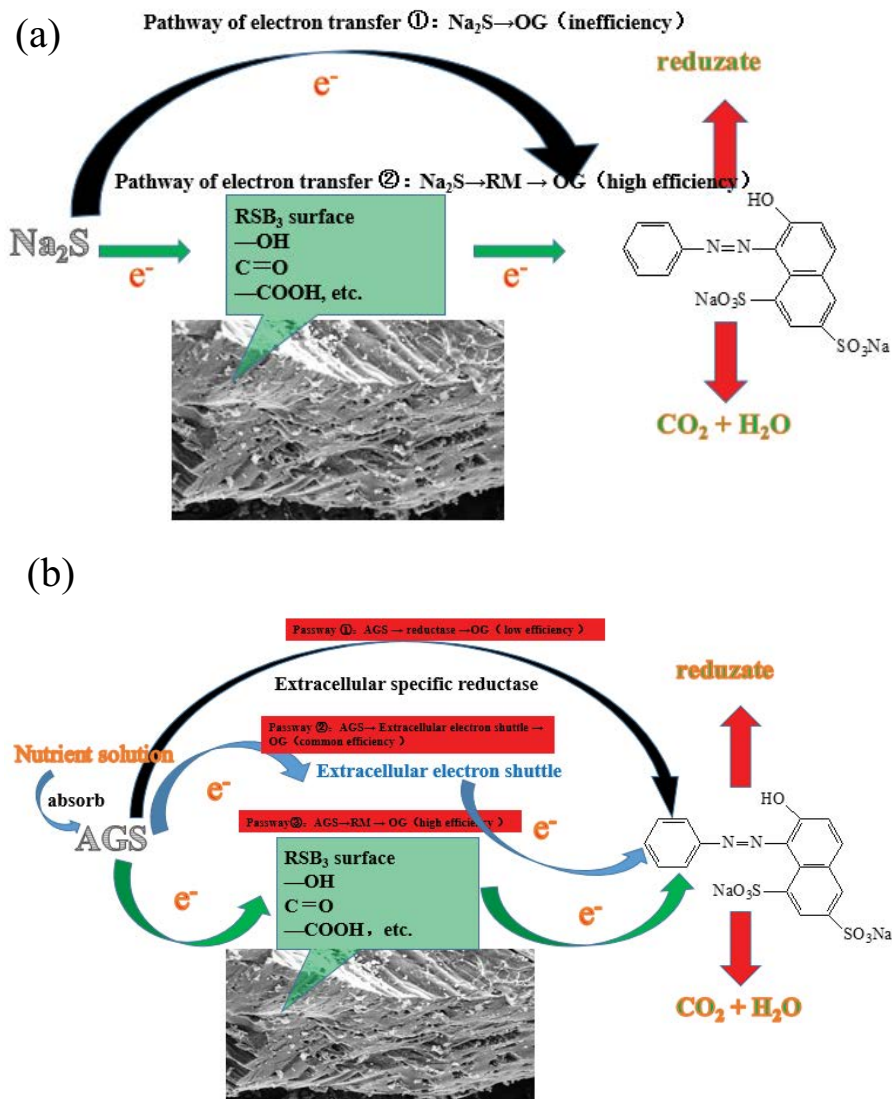 (a)
Pathway of electron transfer ①: Na₂S→OG (inefficiency)
e⁻
reduzate
Pathway of electron transfer ②: Na₂S→RM → OG (high efficiency)
Na₂S
e⁻
RSB₃ surface
—OH
C=O
—COOH, etc.
e⁻
HO
N=N
NaO₃S
SO₃Na
CO₂ + H₂O
(b)
Passway ①: AGS → reductase →OG ( low efficiency )
Extracellular specific reductase
reduzate
Passway ②: AGS→ Extracellular electron shuttle →
OG (common efficiency )
Nutrient solution
absorb
e⁻
Extracellular electron shuttle
AGS
Passway③: AGS→RM → OG (high efficiency )
e⁻
e⁻
RSB₃ surface
—OH
C=O
—COOH, etc.
e⁻
HO
N=N
NaO₃S
SO₃Na
CO₂ + H₂O